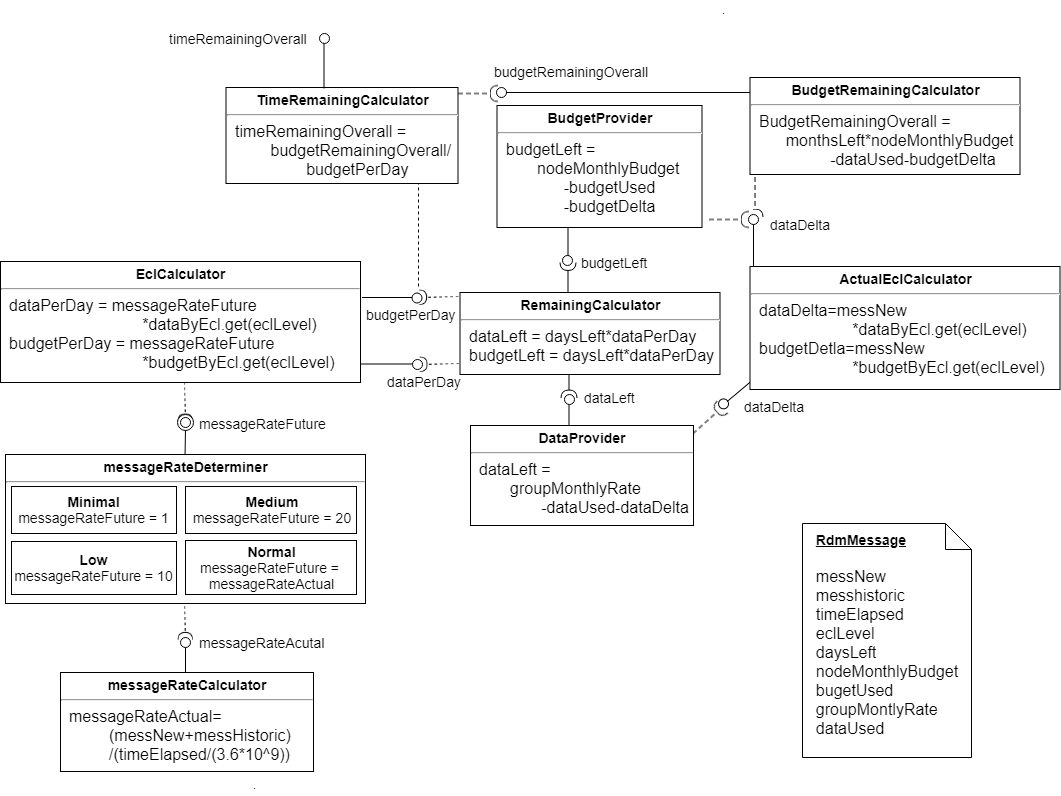 timeRemainingOverall
TimeRemainingCalculator
timeRemainingOverall =
budgetRemainingOverall/
budgetPerDay
budgetRemainingOverall
BudgetProvider
budgetLeft =
nodeMonthlyBudget
-budgetUsed
-budgetDelta
BudgetRemainingCalculator
BudgetRemainingOverall =
monthsLeft*nodeMonthlyBudget
-dataUsed-budgetDelta
dataDelta
budgetLeft
EclCalculator
dataPerDay = messageRateFuture
*dataByEcl.get(eclLevel)
budgetPerDay = messageRateFuture
*budgetByEcl.get(eclLevel)
budgetPerDay
dataPerDay
RemainingCalculator
dataLeft = daysLeft*dataPerDay
budgetLeft = daysLeft*dataPerDay
ActualEclCalculator
dataDelta=messNew
*dataByEcl.get(eclLevel)
budgetDetla=messNew
*budgetByEcl.get(eclLevel)
dataLeft
dataDelta
messageRateFuture
DataProvider
dataLeft =
groupMonthlyRate
-dataUsed-dataDelta
messageRateDeterminer
Minimal
messageRateFuture = 1
Medium
messageRateFuture = 20
Low
messageRateFuture = 10
Normal
messageRateFuture =
messageRateActual
messageRateAcutal
messageRateCalculator
messageRateActual=
(messNew+messHistoric)
/(timeElapsed/(3.6*10^9))
RdmMessage
messNew
messhistoric
timeElapsed
eclLevel
daysLeft
nodeMonthlyBudget
bugetUsed
groupMontlyRate
dataUsed